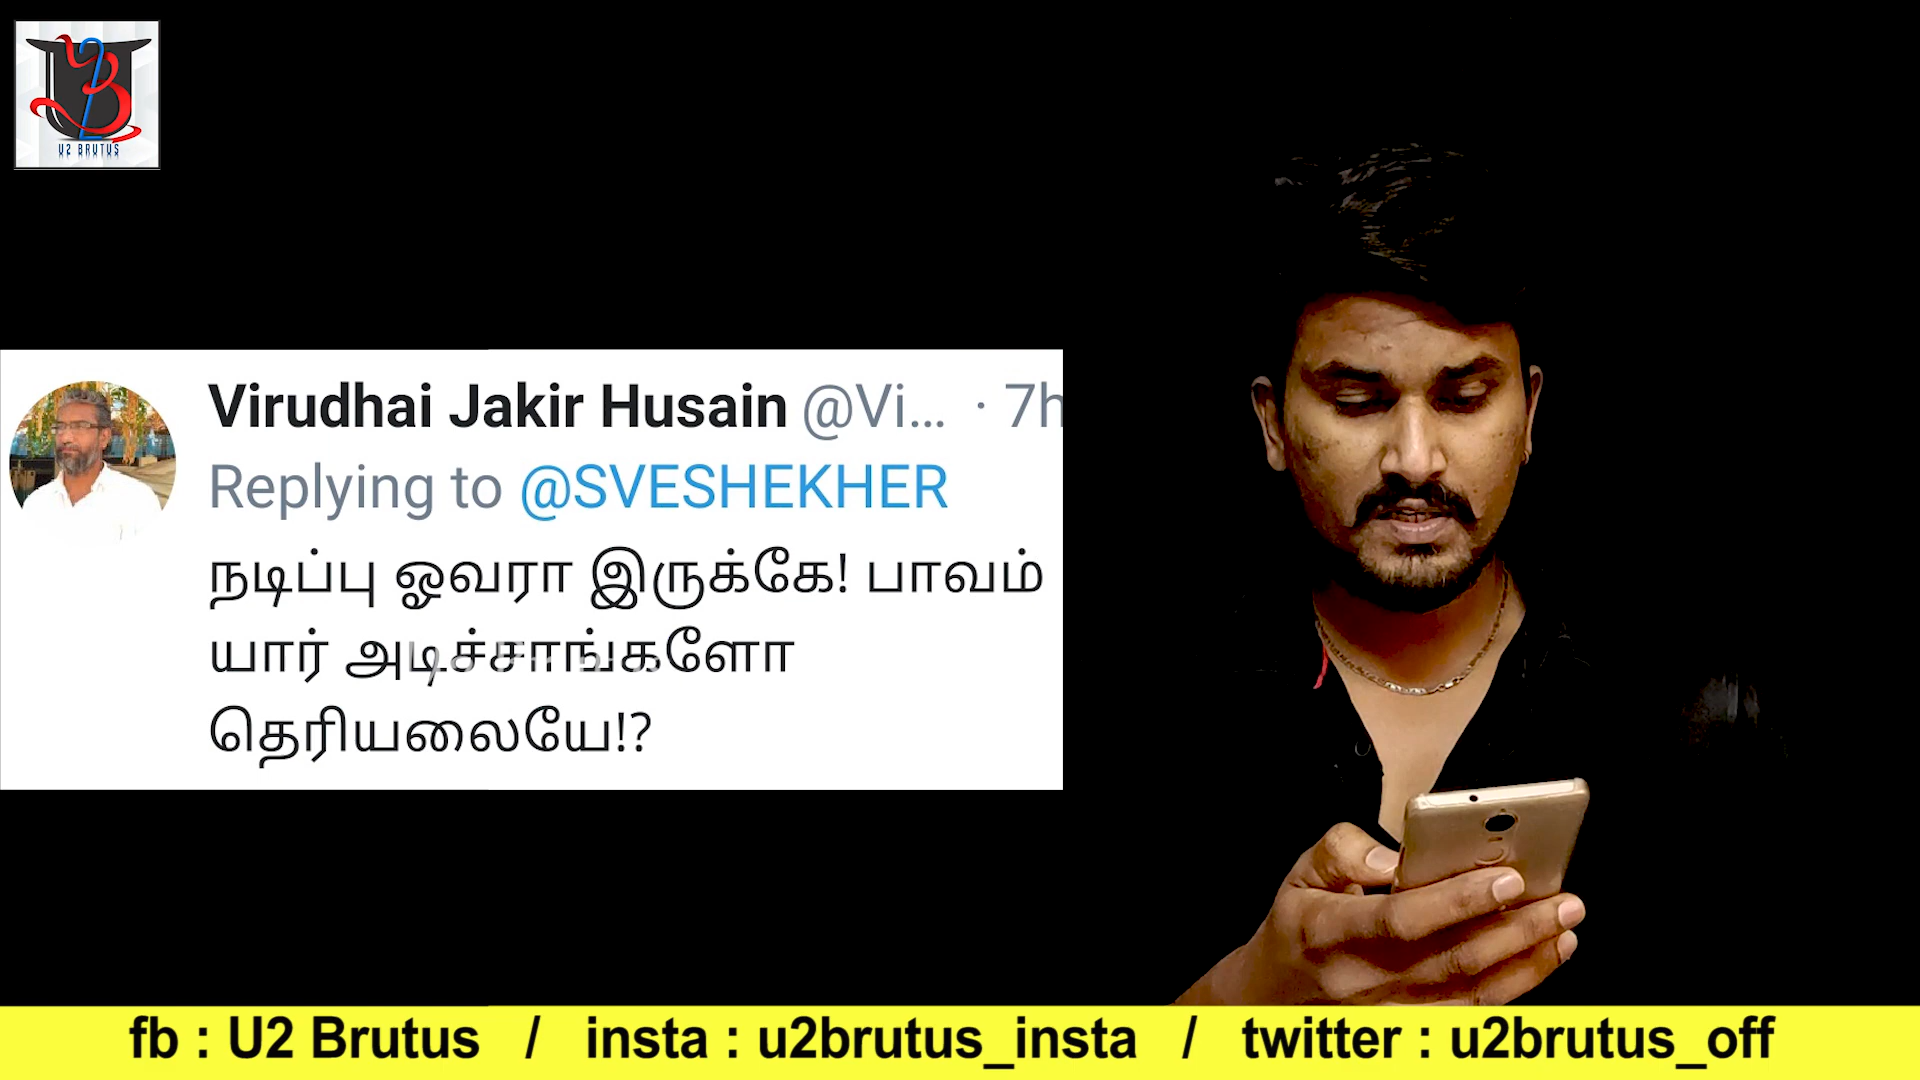 U2 BRUTUS
Virudhai Jakir Husain @Vi... · 7h
Replying to @SVESHEKHER
நடிப்பு ஓவரா இருக்கே! பாவம்
யார் அடிச்சாங்களோ
தெரியலையே!?
fb : U2 Brutus / insta : u2brutus_insta / twitter : u2brutus_off